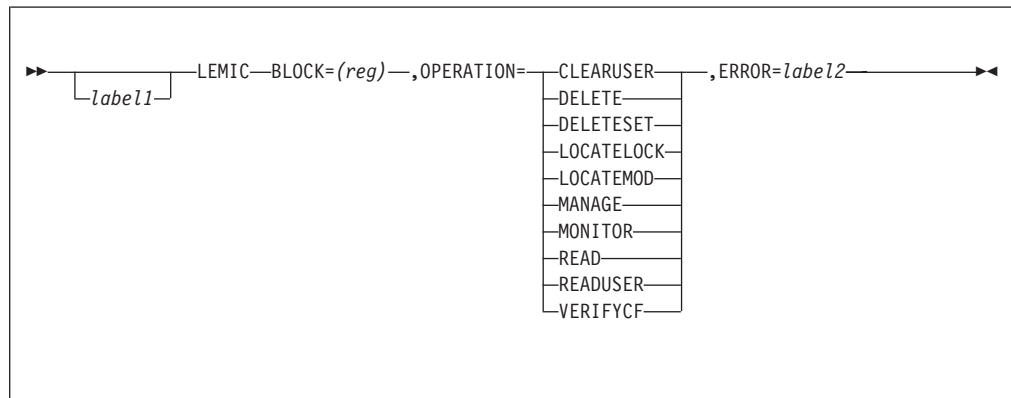 LEMIC BLOCK=(reg) ,OPERATION= CLEARUSER ,ERROR=label2
label1 DELETE
DELETESET
LOCATELOCK
LOCATEMOD
MANAGE
MONITOR
READ
READUSER
VERIFYCF